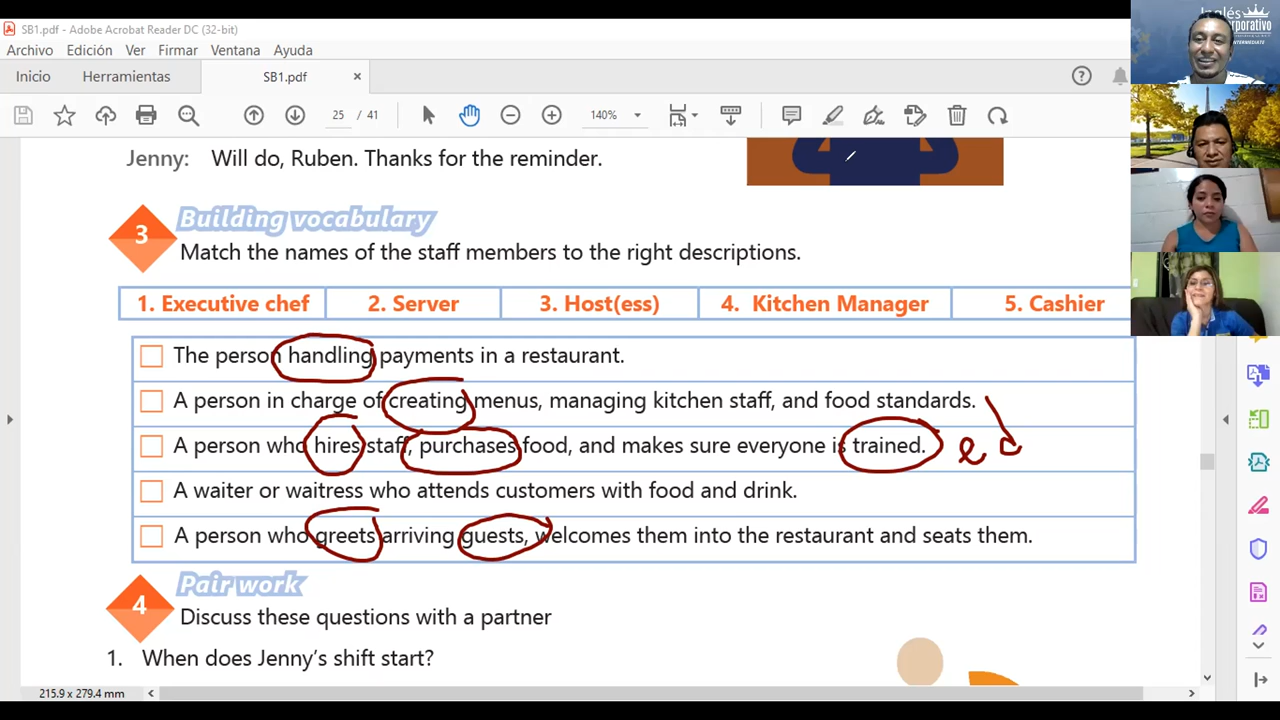 SB1.pdf - Adobe Acrobat Reader DC (32-bit)
Archivo Edición Ver Firmar Ventana Ayuda
Inicio Herramientas SB1.pdf ×
25 / 41 140%
Inglés
orporativo
INTERMEDIATE
Jenny: Will do, Ruben. Thanks for the reminder.
3 Building vocabulary
Match the names of the staff members to the right descriptions.
1. Executive chef 2. Server 3. Host(ess) 4. Kitchen Manager 5. Cashier
The person handling payments in a restaurant.
A person in charge of creating menus, managing kitchen staff, and food standards.
A person who hires staff, purchases food, and makes sure everyone is trained. ed
A waiter or waitress who attends customers with food and drink.
A person who greets arriving guests, welcomes them into the restaurant and seats them.
4 Pair work
Discuss these questions with a partner
1. When does Jenny's shift start?
215.9 x 279.4 mm